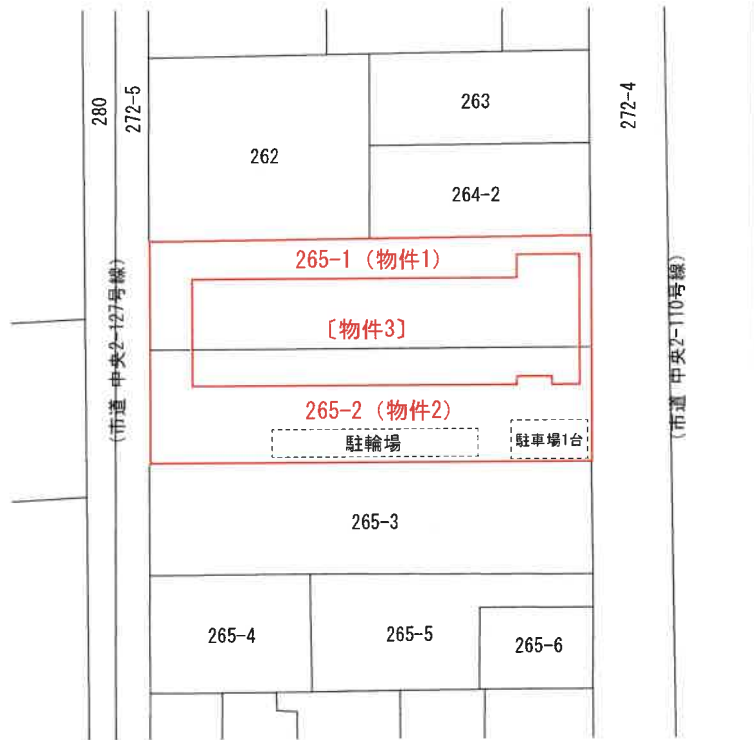 280
272-5
263
272-4
262
264-2
265-1 (物件1)
(市道 中央2-127号線)
(市道 中央2-110号線)
〔物件3〕
265-2 (物件2)
駐輪場
駐車場1台
265-3
265-4
265-5
265-6